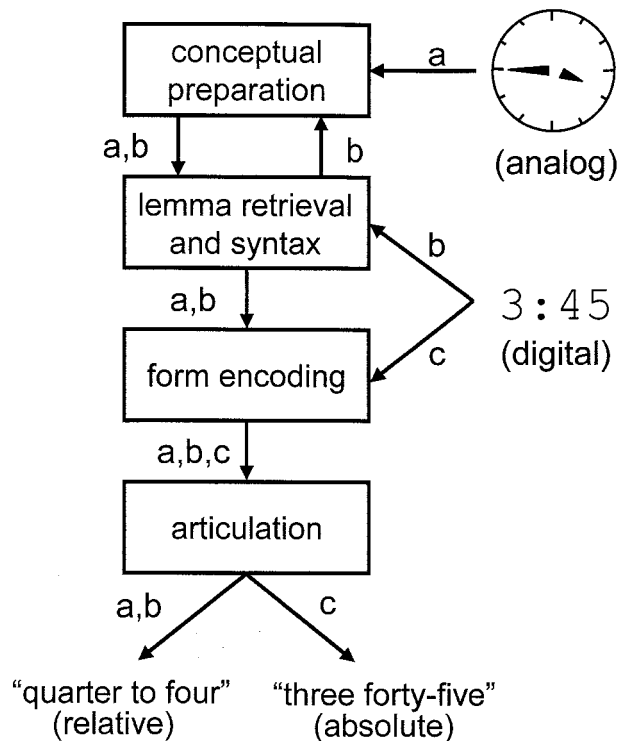 conceptual
preparation
a
(analog)
a,b
b
lemma retrieval
and syntax
b
a,b
3:45
(digital)
c
form encoding
a,b,c
articulation
a,b
c
“quarter to four”
(relative)
“three forty-five”
(absolute)